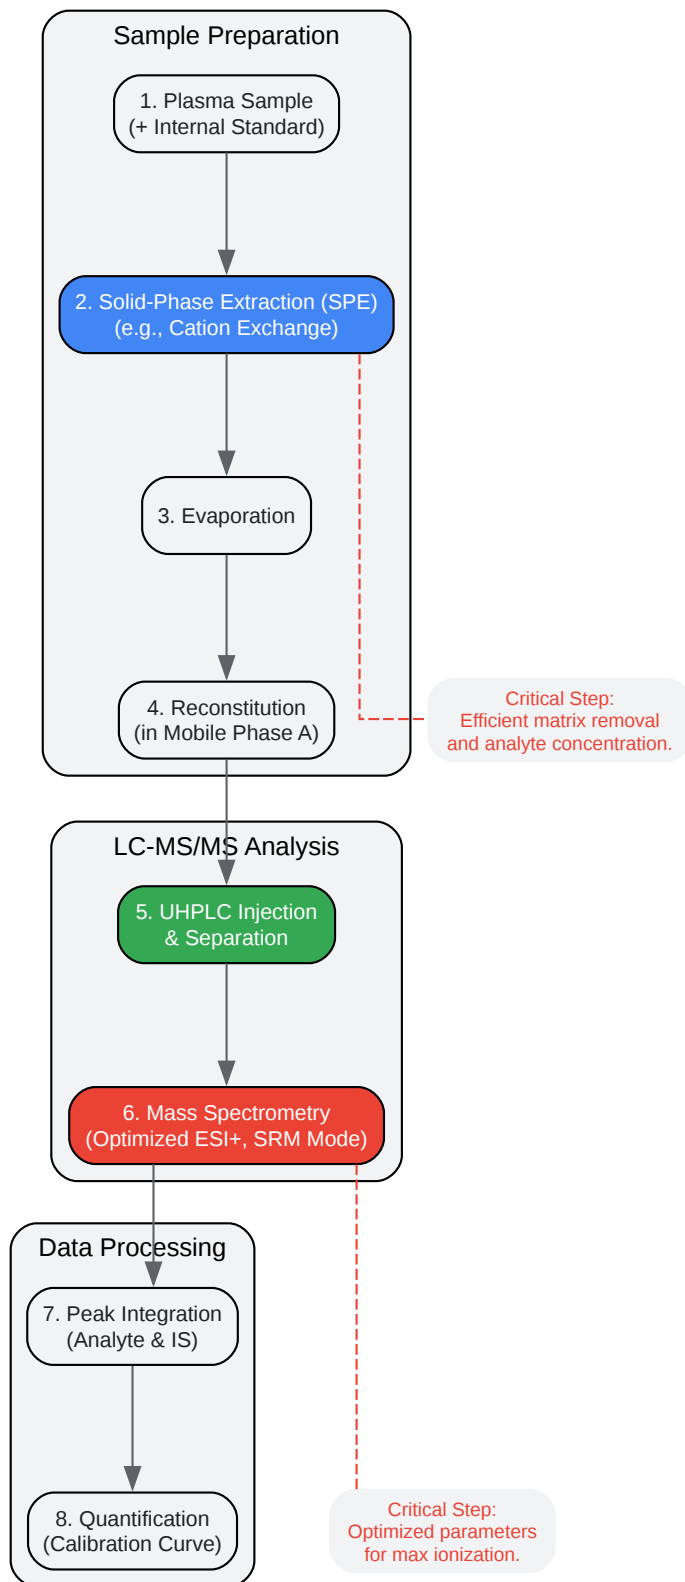 Sample Preparation
1. Plasma Sample
(+ Internal Standard)
2. Solid-Phase Extraction (SPE)
(e.g., Cation Exchange)
3. Evaporation
4. Reconstitution
(in Mobile Phase A)
Critical Step:
Efficient matrix removal
and analyte concentration.
LC-MS/MS Analysis
5. UHPLC Injection
& Separation
6. Mass Spectrometry
(Optimized ESI+, SRM Mode)
Data Processing
7. Peak Integration
(Analyte & IS)
8. Quantification
(Calibration Curve)
Critical Step:
Optimized parameters
for max ionization.